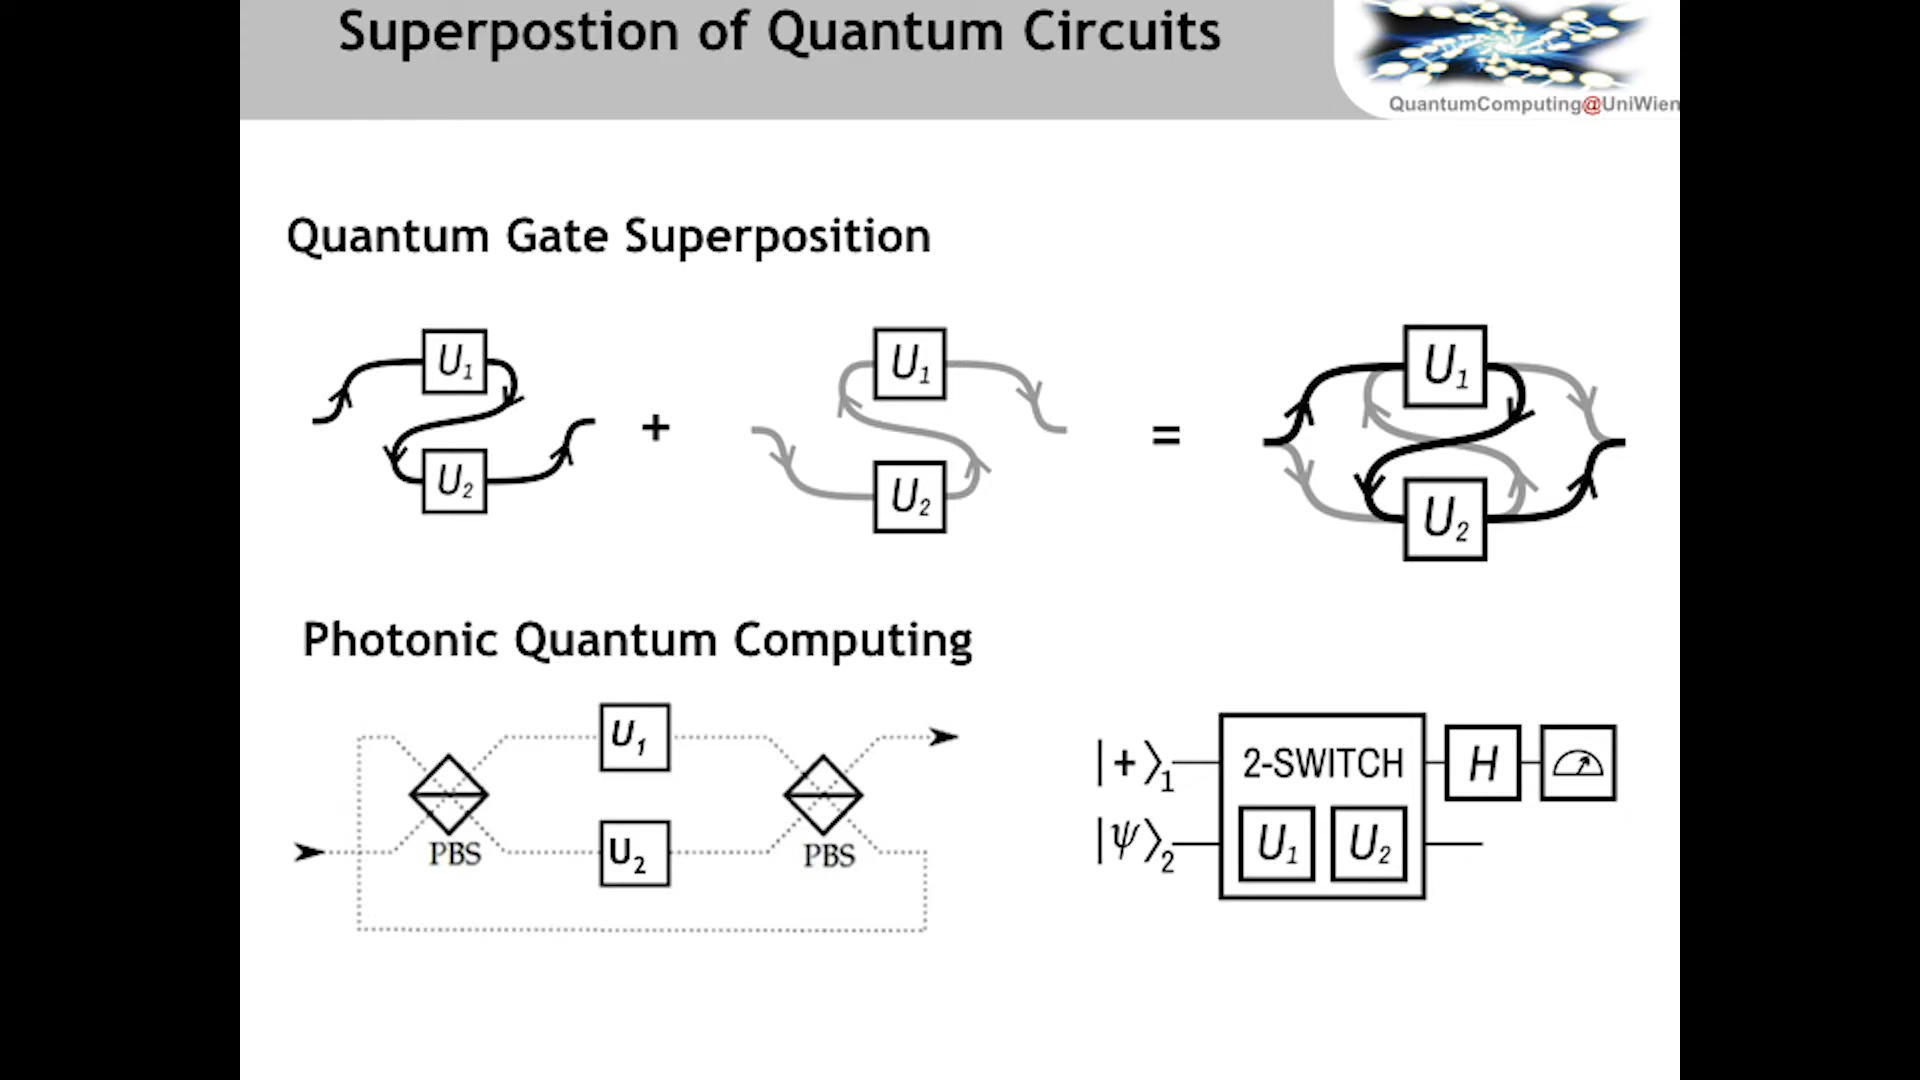 Superpostion of Quantum Circuits
QuantumComputing@UniWien
Quantum Gate Superposition
U1
U2
+
U1
U2
=
U1
U2
Photonic Quantum Computing
PBS
U1
U2
PBS
|+⟩1
2-SWITCH
H
|ψ⟩2
U1
U2